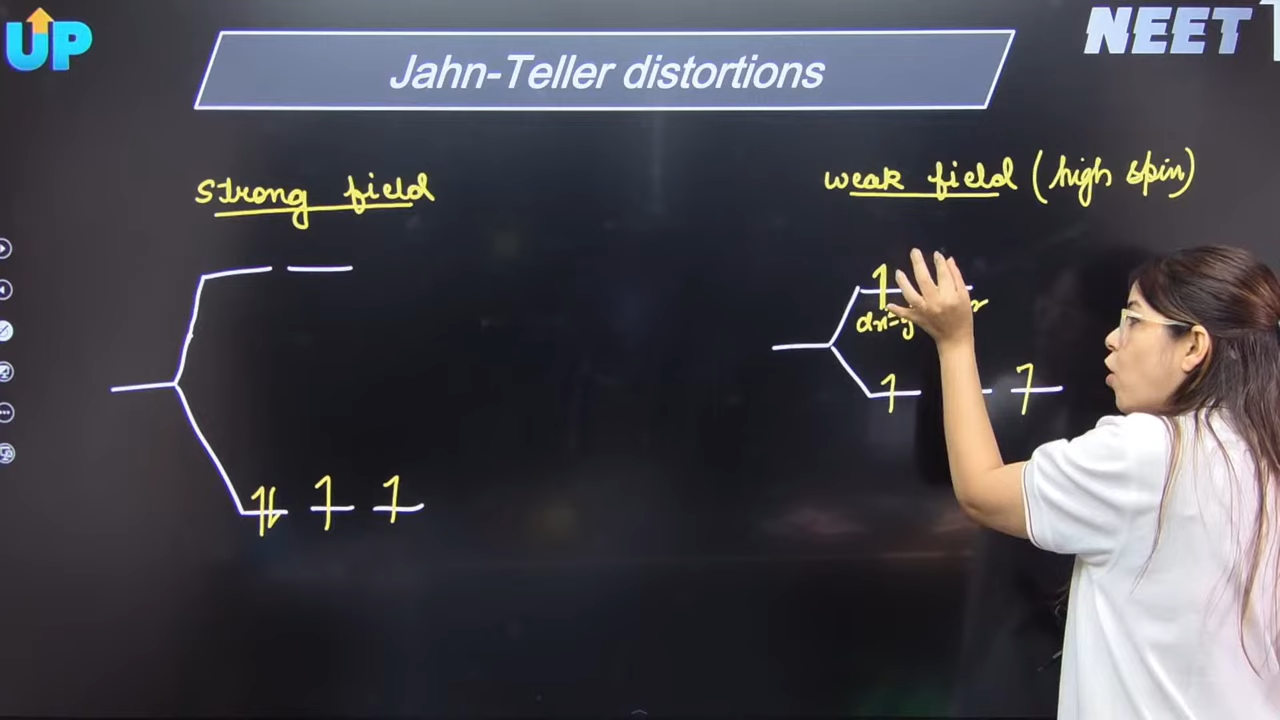 UP
NEET
Jahn-Teller distortions
strong field
weak field (high spin)